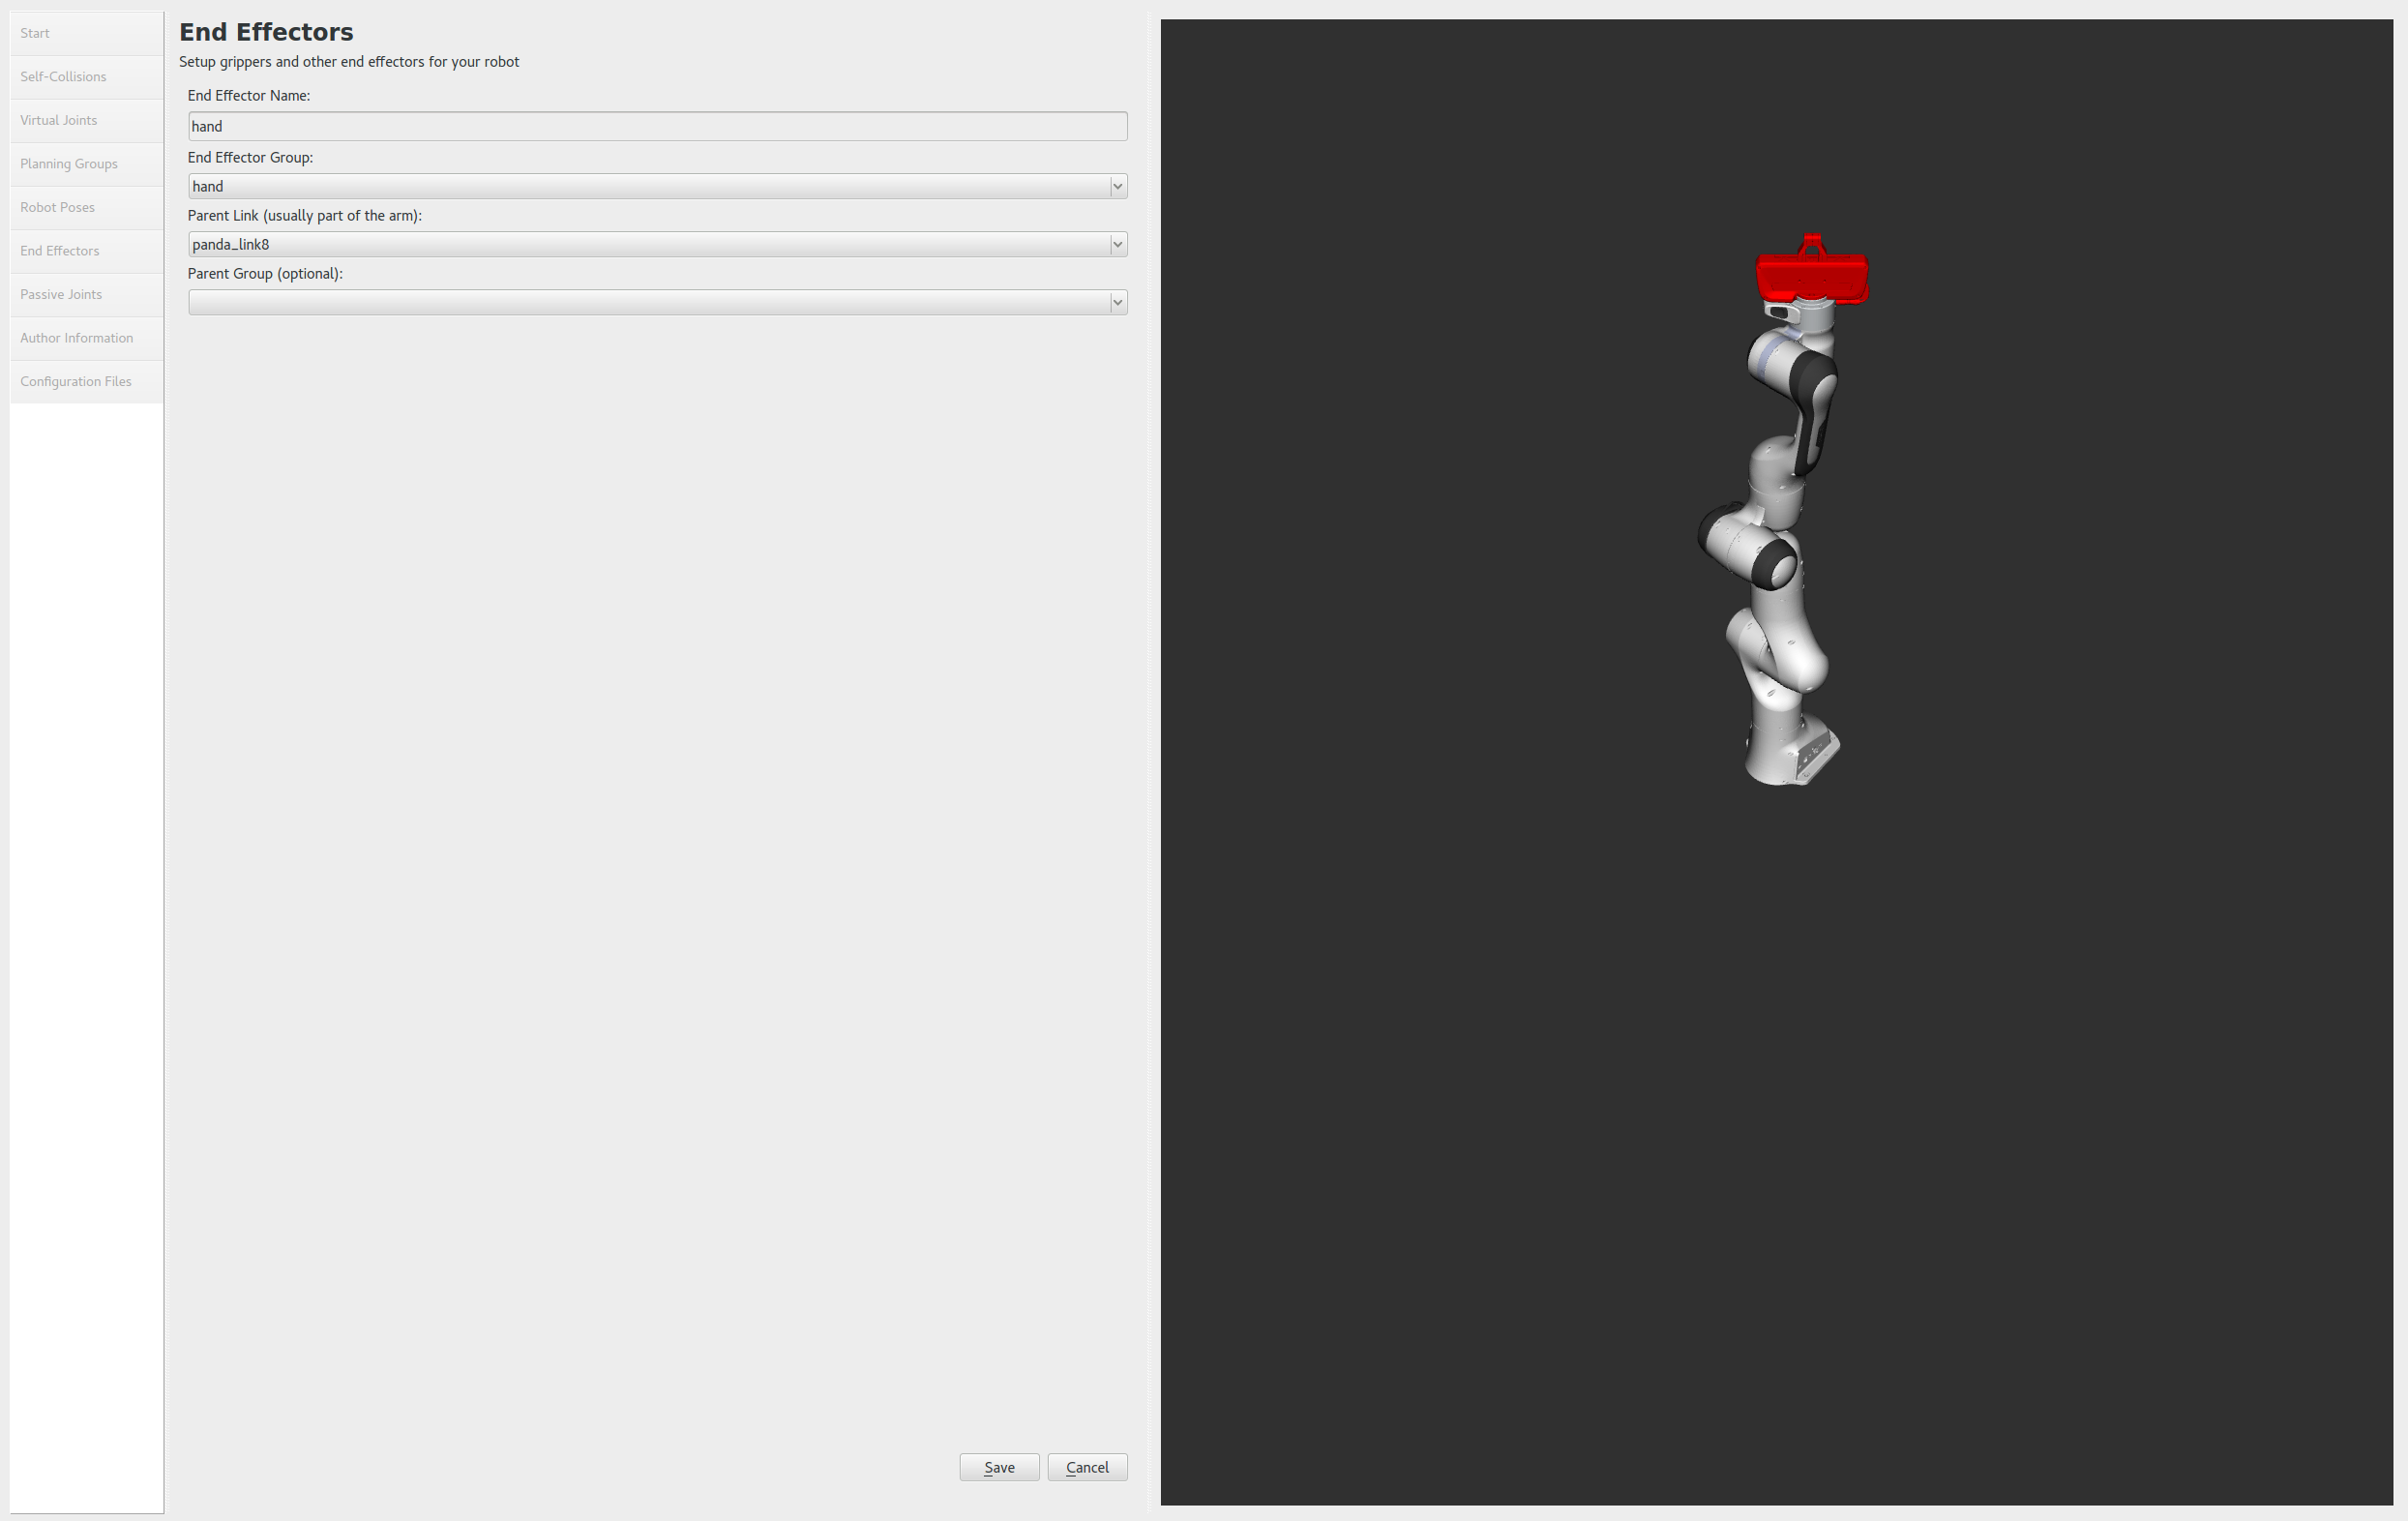 Start
Self-Collisions
Virtual Joints
Planning Groups
Robot Poses
End Effectors
Passive Joints
Author Information
Configuration Files
End Effectors
Setup grippers and other end effectors for your robot
End Effector Name:
hand
End Effector Group:
hand
Parent Link (usually part of the arm):
panda_link8
Parent Group (optional):
Save
Cancel